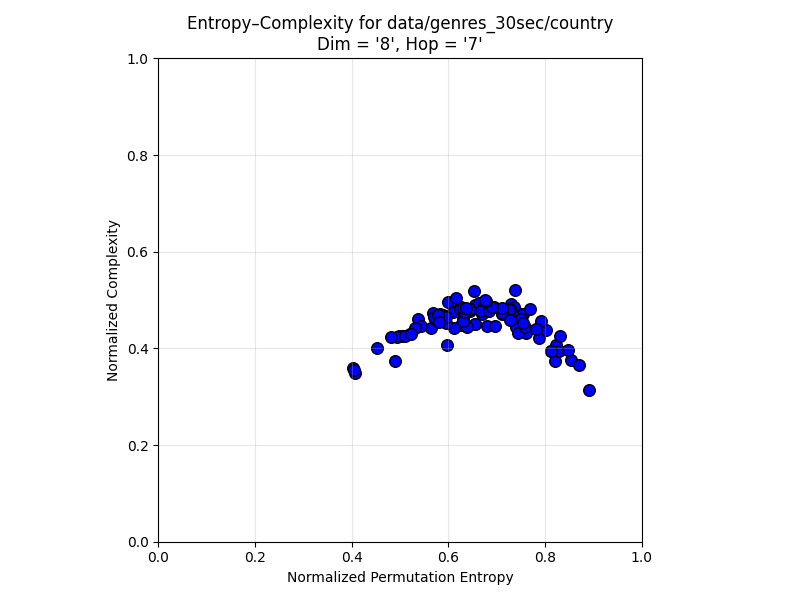 Entropy–Complexity for data/genres_30sec/country
Dim = '8', Hop = '7'
1.0
0.8
0.6
0.4
0.2
0.0
Normalized Complexity
0.0 0.2 0.4 0.6 0.8 1.0
Normalized Permutation Entropy